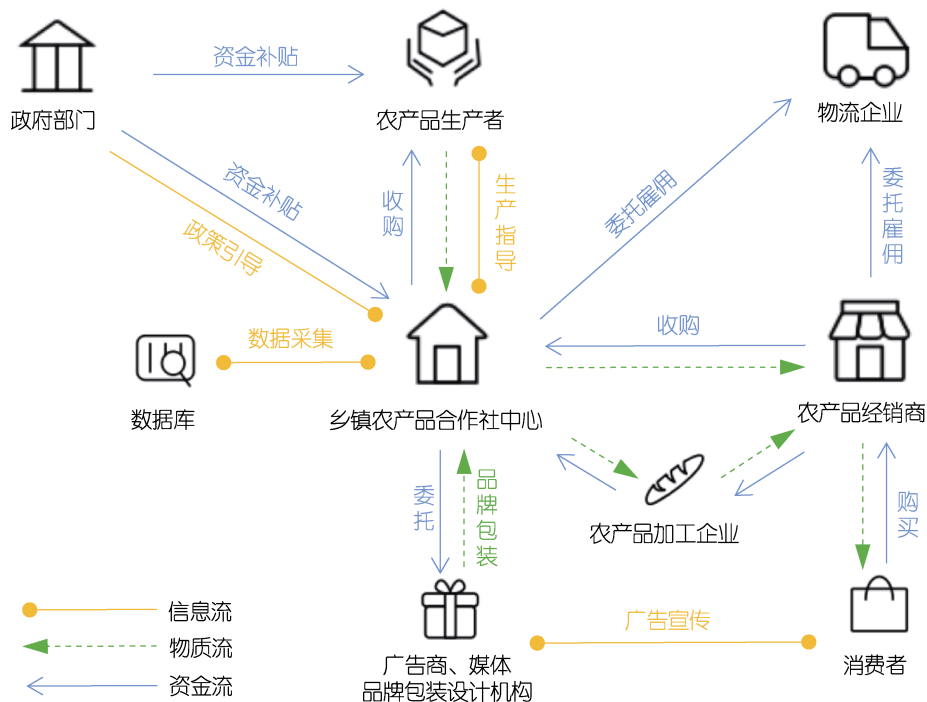 资金补贴
政府部门
农产品生产者
物流企业
资金补贴
政策引导
收购
生产指导
委托雇佣
委托雇佣
数据采集
收购
数据库
乡镇农产品合作社中心
农产品经销商
委托
品牌包装
农产品加工企业
购买
信息流
物质流
资金流
广告宣传
广告商、媒体
品牌包装设计机构
消费者